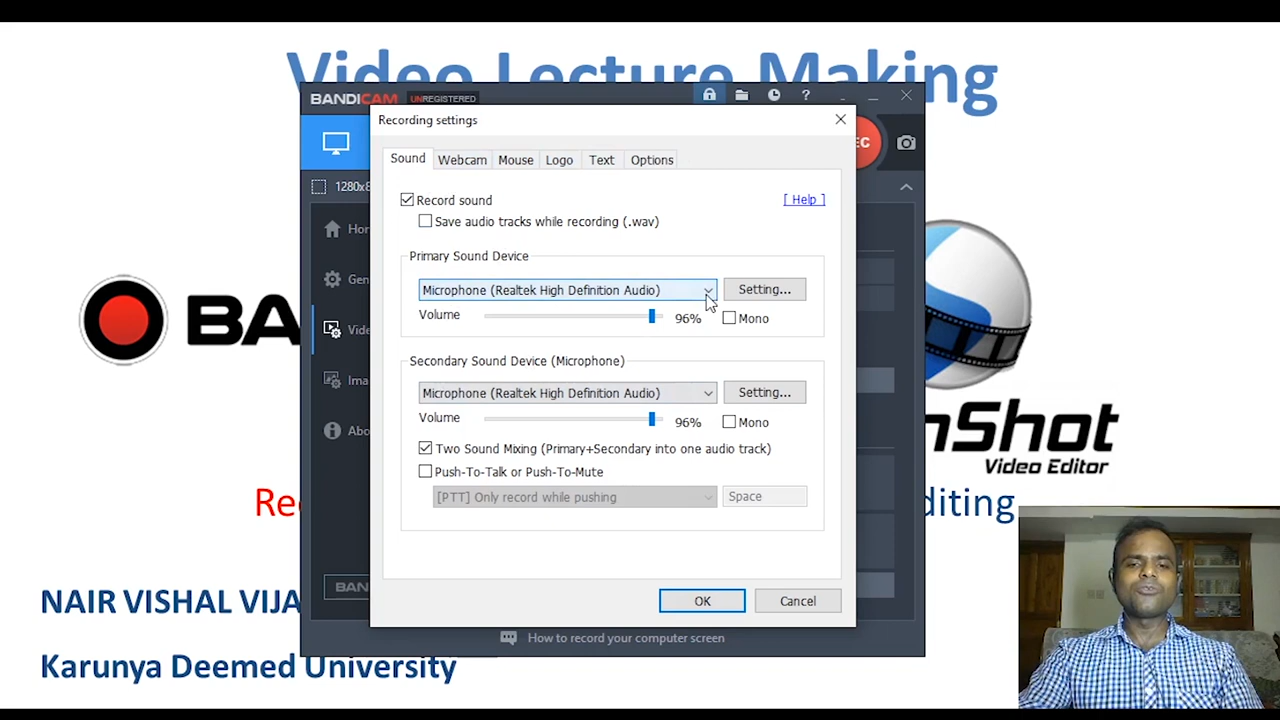 Video Lecture Making
BANDICAM UNREGISTERED
?
Recording settings
EC
Sound Webcam Mouse Logo Text Options
1280x8
Record sound [ Help ]
Save audio tracks while recording (.wav)
Hor
Primary Sound Device
Gen
Microphone (Realtek High Definition Audio) Setting...
Volume 96% Mono
BA
Vide
Secondary Sound Device (Microphone)
Ima
Microphone (Realtek High Definition Audio) Setting...
Volume 96% Mono
Abo
nShot
Two Sound Mixing (Primary+Secondary into one audio track)
Video Editor
Push-To-Talk or Push-To-Mute
[PTT] Only record while pushing Space
Rec
diting
BAN
NAIR VISHAL VIJA
OK Cancel
How to record your computer screen
Karunya Deemed University